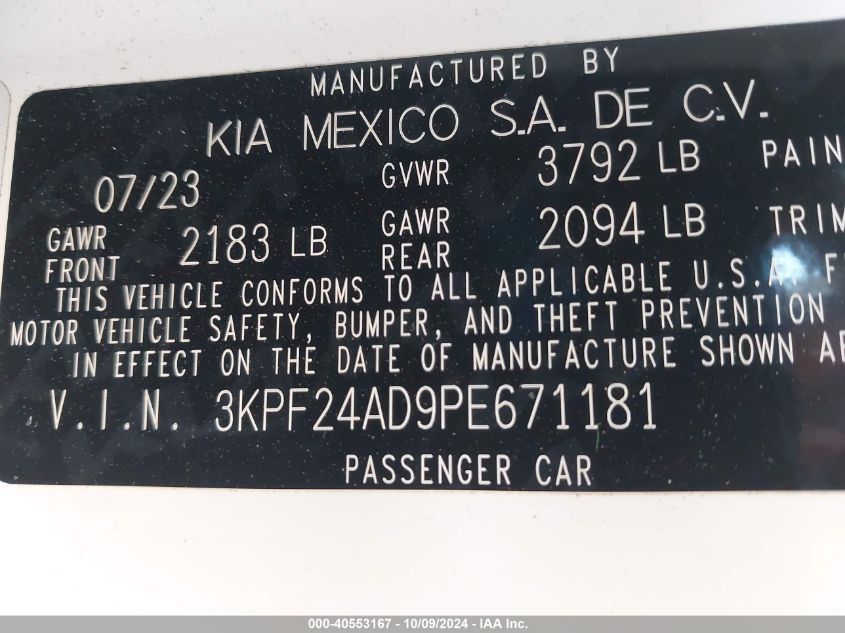 MANUFACTURED BY
KIA MEXICO S.A. DE C.V.
07/23 GVWR 3792 LB PAIN
GAWR FRONT 2183 LB GAWR REAR 2094 LB TRIM
THIS VEHICLE CONFORMS TO ALL APPLICABLE U.S.A. F
MOTOR VEHICLE SAFETY, BUMPER, AND THEFT PREVENTION
IN EFFECT ON THE DATE OF MANUFACTURE SHOWN AB
V.I.N. 3KPF24AD9PE671181
PASSENGER CAR
000-40553167 - 10/09/2024 - IAA Inc.